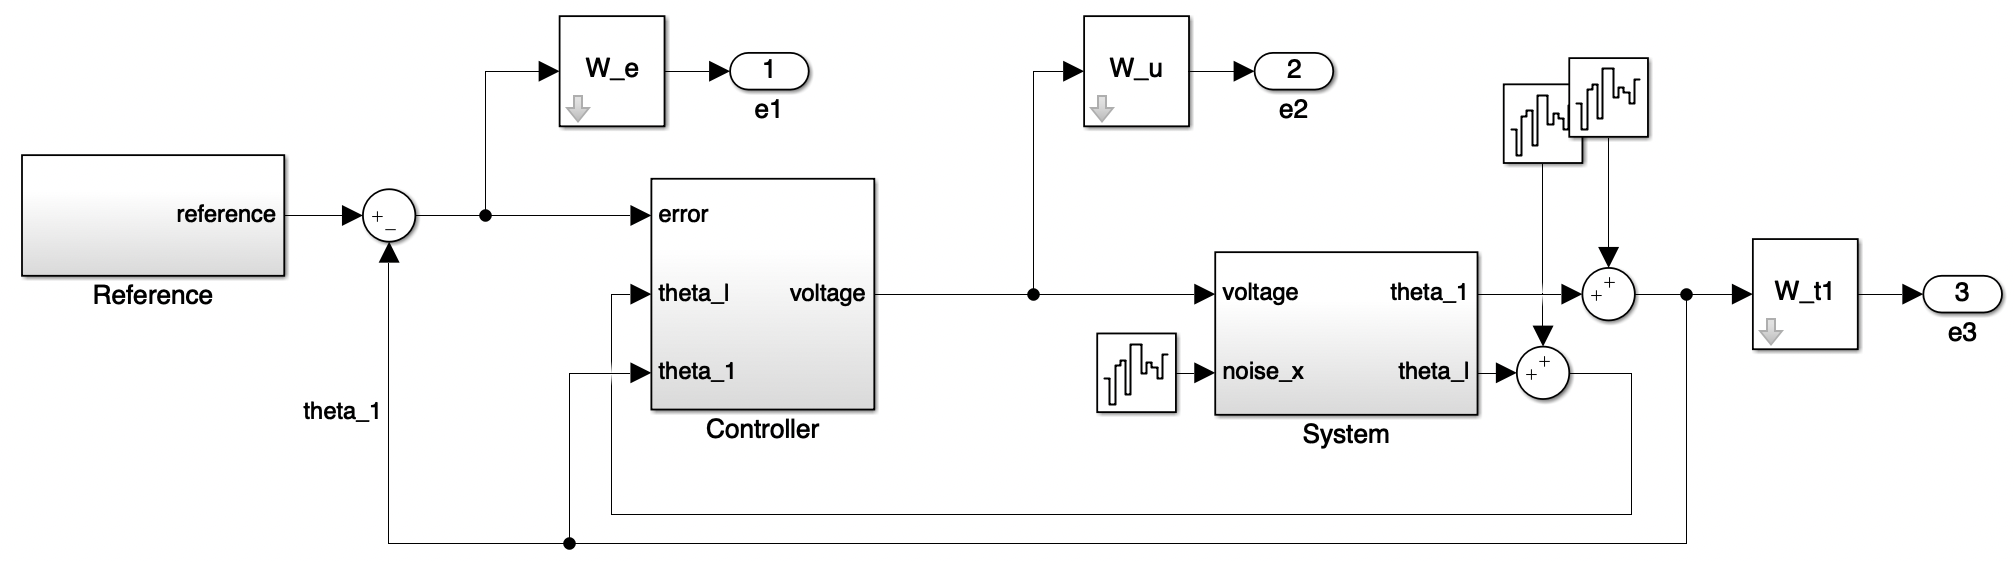 W_e
1
e1
W_u
2
e2
reference
Reference
+
−
error
theta_l
theta_1
voltage
Controller
voltage
noise_x
theta_1
theta_l
System
+
+
+
+
W_t1
3
e3
theta_1